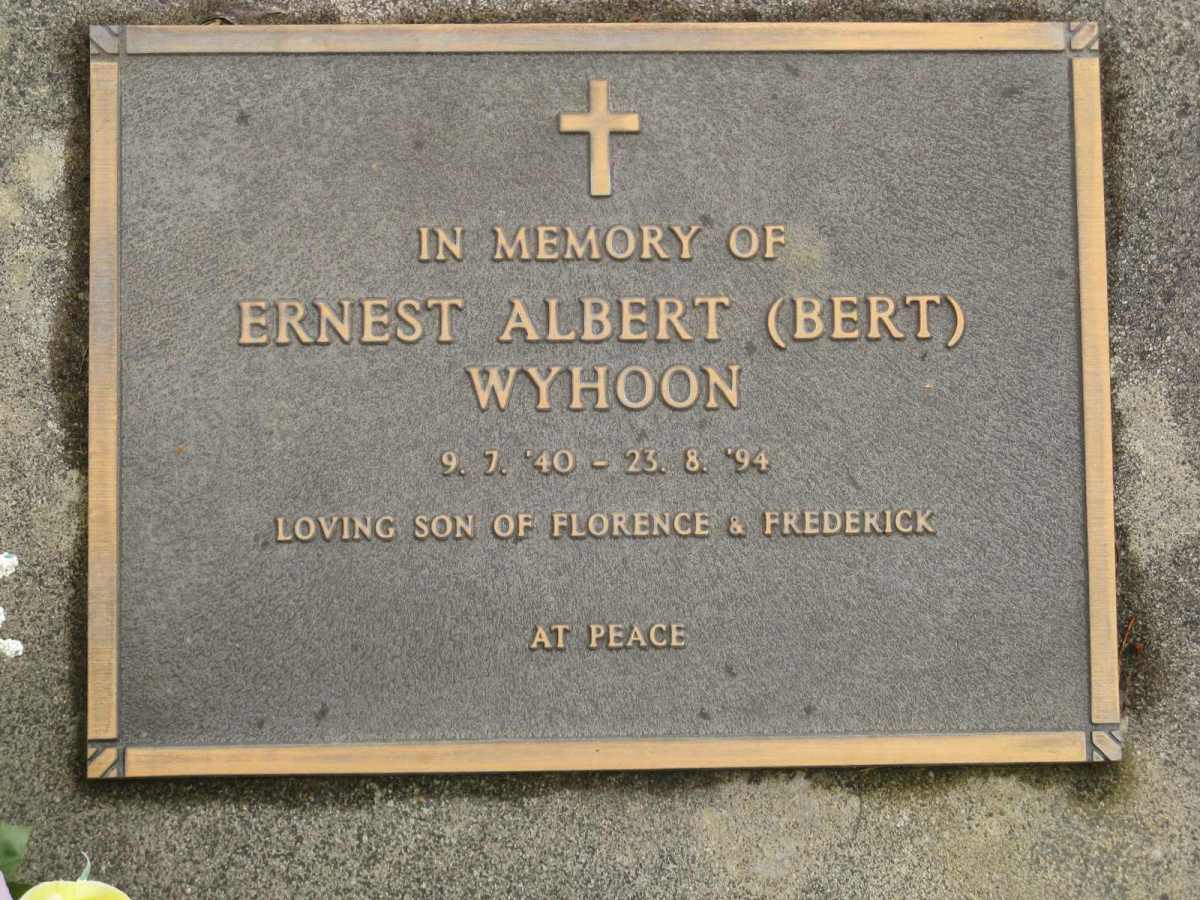 IN MEMORY OF
ERNEST ALBERT (BERT)
WYHOON
9. 7. '40 – 23. 8. '94
LOVING SON OF FLORENCE & FREDERICK
AT PEACE